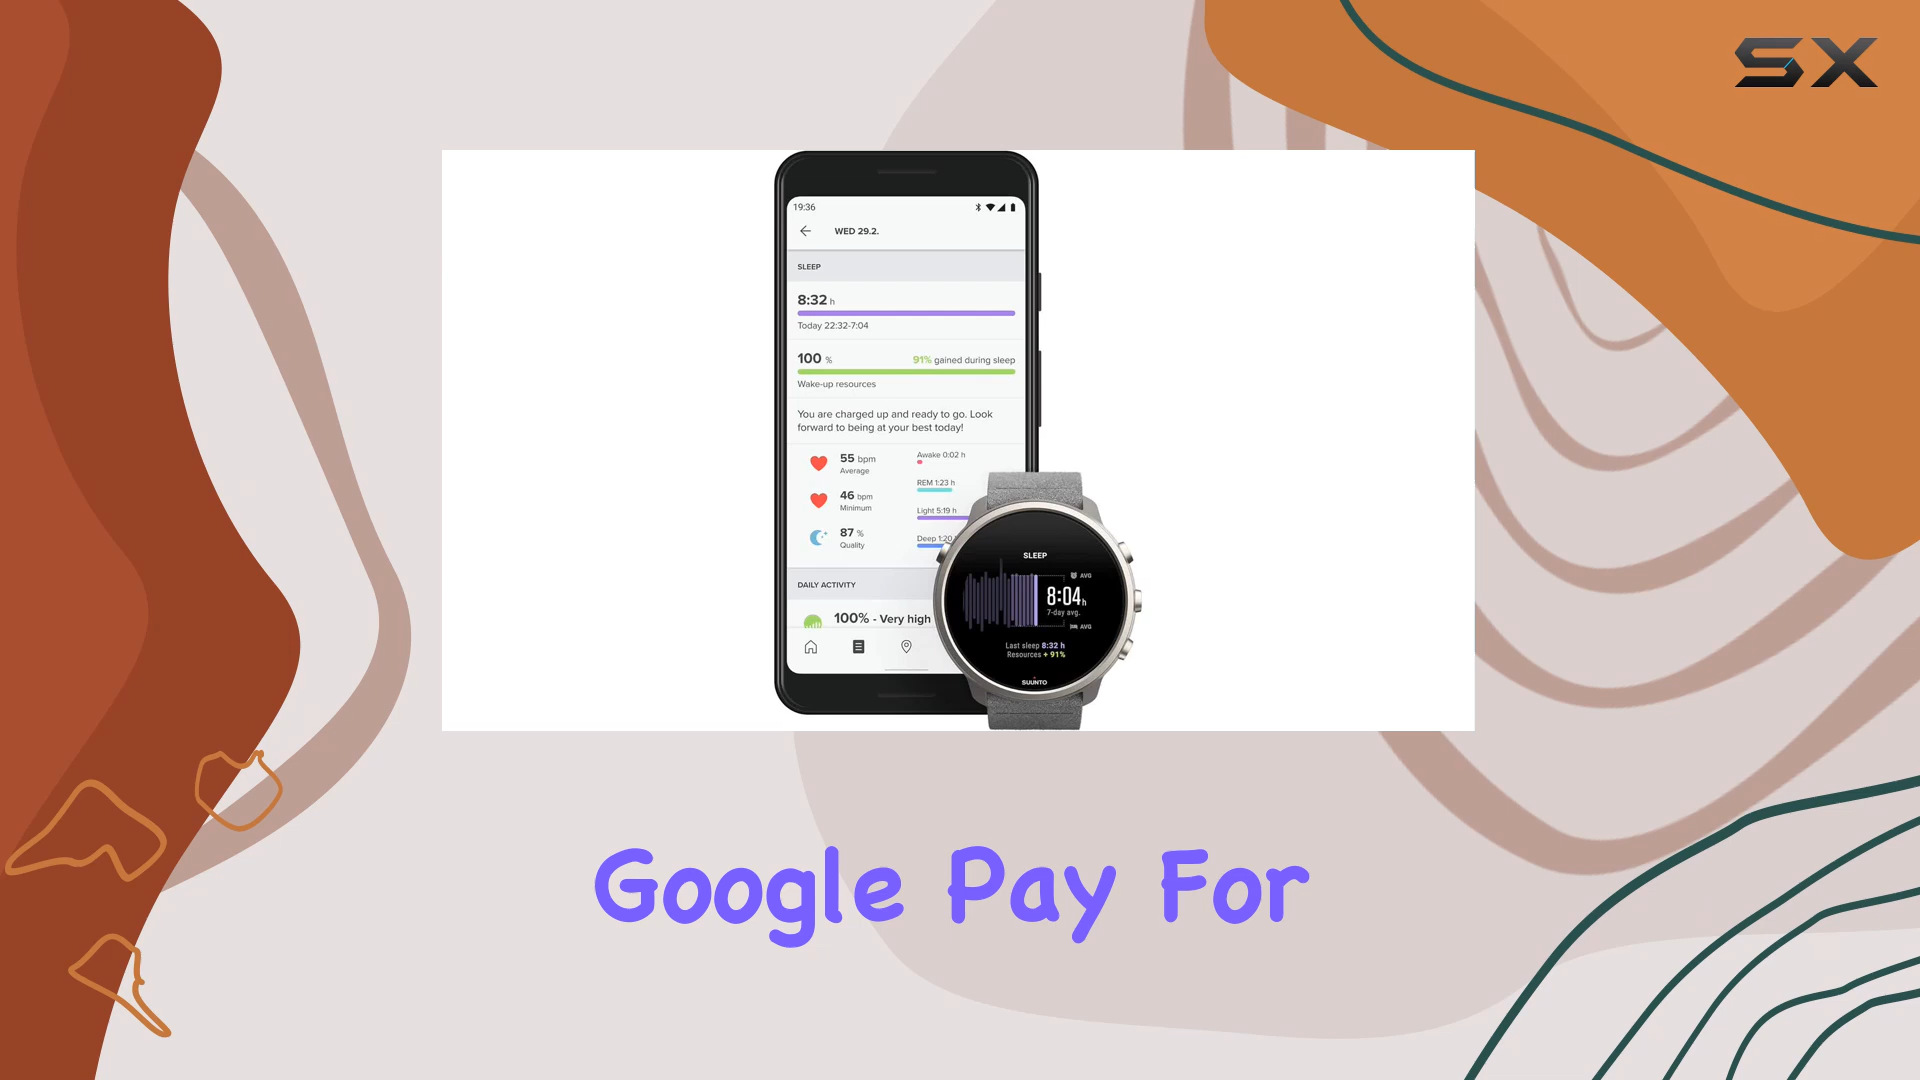 SX
19:36
WED 29.2.
SLEEP
8:32 h
Today 22:32-7:04
100 % 91% gained during sleep
Wake-up resources
You are charged up and ready to go. Look
forward to being at your best today!
55 bpm
Average
46 bpm
Minimum
87 %
Quality
Awake 0:02 h
REM 1:23 h
Light 5:19 h
Deep 1:20
DAILY ACTIVITY
100% - Very high
SLEEP
AVG
8:04h
7-day avg.
AVG
Last sleep 8:32 h
Resources + 91%
SUUNTO
Google Pay For